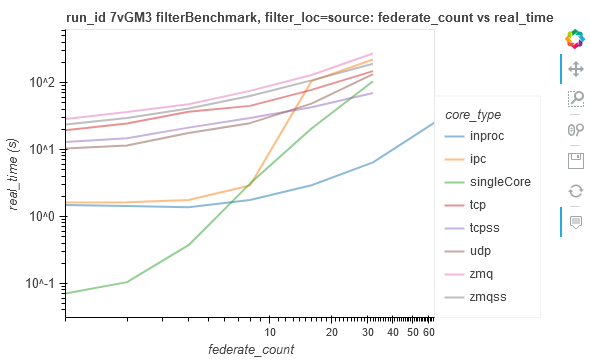 run_id 7vGM3 filterBenchmark, filter_loc=source: federate_count vs real_time
real_time (s)
10^2
10^1
10^0
10^-1
10
20
30
40
50
60
federate_count
core_type
inproc
ipc
singleCore
tcp
tcpss
udp
zmq
zmqss